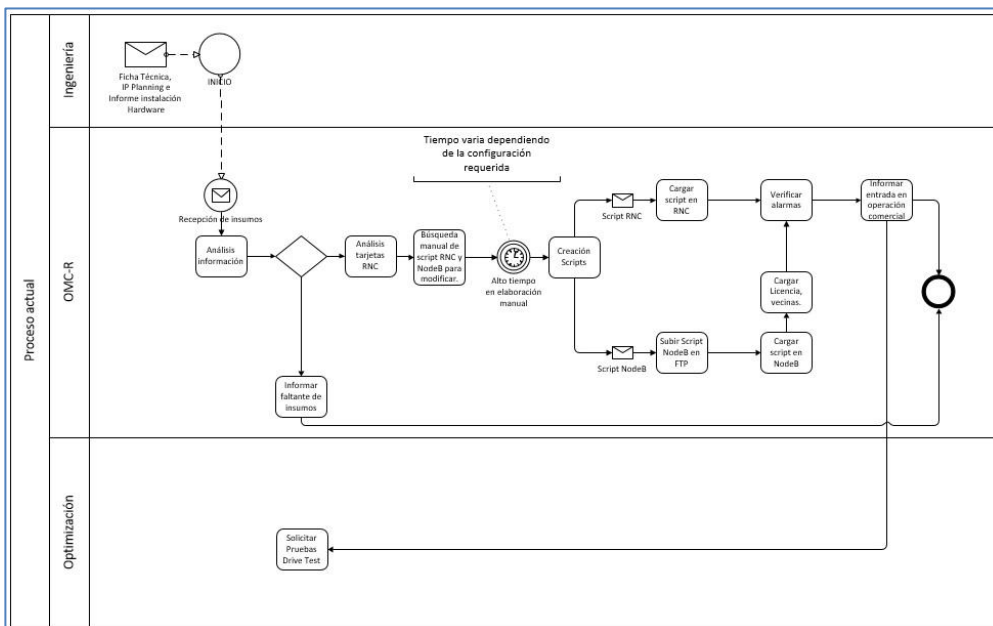 Proceso actual
Ingeniería
Ficha Técnica,
IP Planning e
Informe instalación
Hardware
INICIO
OMC-R
Tiempo varia dependiendo
de la configuración
requerida
Recepción de insumos
Análisis
información
Análisis
tarjetas
RNC
Búsqueda
manual de
script RNC y
NodeB para
modificar.
Alto tiempo
en elaboración
manual
Creación
Scripts
Script RNC
Cargar
script en
RNC
Verificar
alarmas
Informar
entrada en
operación
comercial
Cargar
Licencia,
vecinas.
Script NodeB
Subir Script
NodeB en
FTP
Cargar
script en
NodeB
Informar
faltante de
insumos
Optimización
Solicitar
Pruebas
Drive Test